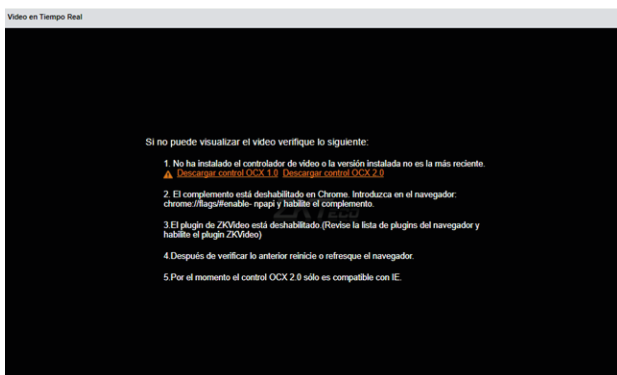 Video en Tiempo Real
Si no puede visualizar el video verifique lo siguiente:
1. No ha instalado el controlador de video o la versión instalada no es la más reciente.
Descargar control OCX 1.0 Descargar control OCX 2.0
2. El complemento está deshabilitado en Chrome. Introduzca en el navegador:
chrome://flags/#enable- npapi y habilite el complemento.
ZKTECO
3.El plugin de ZKVideo está deshabilitado.(Revise la lista de plugins del navegador y
habilite el plugin ZKVideo)
4.Después de verificar lo anterior reinicie o refresque el navegador.
5.Por el momento el control OCX 2.0 sólo es compatible con IE.